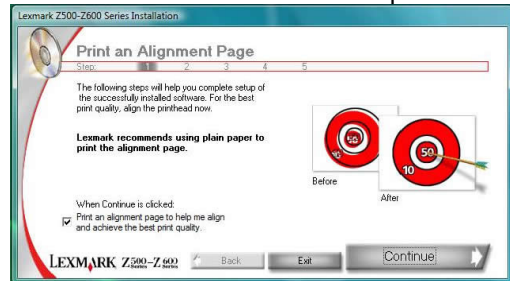 Lexmark Z500-Z600 Series Installation
Print an Alignment Page
Step: 1 2 3 4 5
The following steps will help you complete setup of
the successfully installed software. For the best
print quality, align the printhead now.
Lexmark recommends using plain paper to
print the alignment page.
50
10
50
10
Before
After
When Continue is clicked:
Print an alignment page to help me align
and achieve the best print quality.
LEXMARK Z500-Z600 Series Series
Back
Exit
Continue